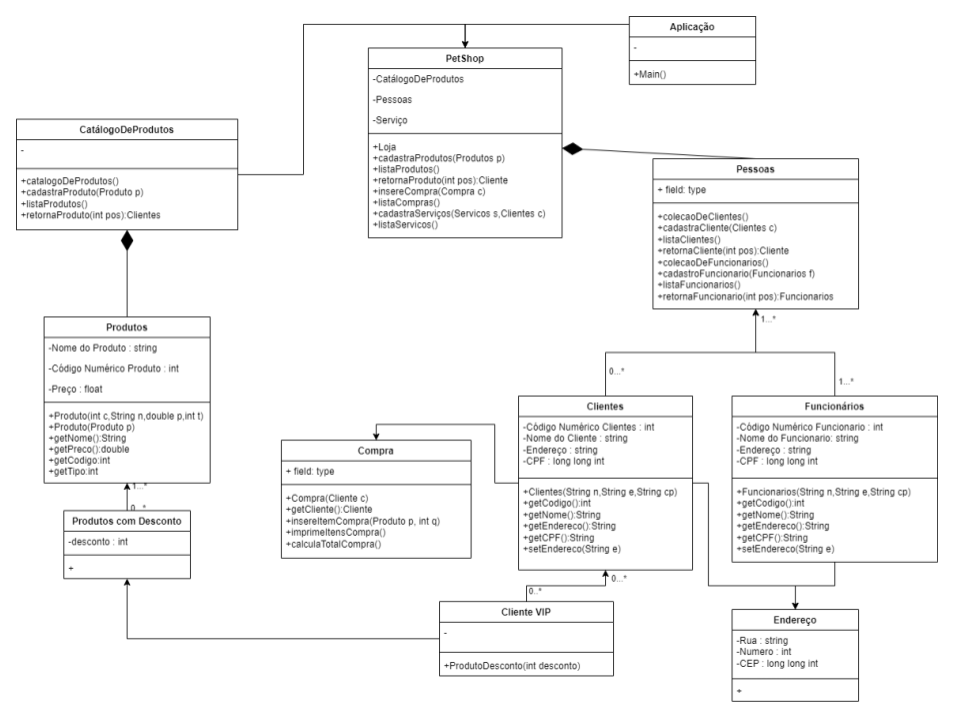 Aplicação
-
+Main()
PetShop
-CatálogoDeProdutos
-Pessoas
-Serviço
+Loja
+cadastraProdutos(Produtos p)
+listaProdutos()
+retornaProduto(int pos):Cliente
+insereCompra(Compra c)
+listaCompras()
+cadastraServiços(Servicos s,Clientes c)
+listaServicos()
CatálogoDeProdutos
-
+catalogoDeProdutos()
+cadastraProduto(Produto p)
+listaProdutos()
+retornaProduto(int pos):Clientes
Pessoas
+ field: type
+colecaoDeClientes()
+cadastraCliente(Clientes c)
+listaClientes()
+retornaCliente(int pos):Cliente
+colecaoDeFuncionarios()
+cadastroFuncionario(Funcionarios f)
+listaFuncionarios()
+retornaFuncionario(int pos):Funcionarios
1...*
0...*
1...*
Produtos
-Nome do Produto : string
-Código Numérico Produto : int
-Preço : float
+Produto(int c,String n,double p,int t)
+Produto(Produto p)
+getNome():String
+getPreco():double
+getCodigo:int
+getTipo:int
1...*
0...*
Produtos com Desconto
-desconto : int
+
Compra
+ field: type
+Compra(Cliente c)
+getCliente():Cliente
+insereItemCompra(Produto p, int q)
+imprimeItensCompra()
+calculaTotalCompra()
Clientes
-Código Numérico Clientes : int
-Nome do Cliente : string
-Endereço : string
-CPF : long long int
+Clientes(String n,String e,String cp)
+getCodigo():int
+getNome():String
+getEndereco():String
+getCPF():String
+setEndereco(String e)
Funcionários
-Código Numérico Funcionario : int
-Nome do Funcionario: string
-Endereço : string
-CPF : long long int
+Funcionarios(String n,String e,String cp)
+getCodigo():int
+getNome():String
+getEndereco():String
+getCPF():String
+setEndereco(String e)
0...*
0..*
Cliente VIP
-
+ProdutoDesconto(int desconto)
Endereço
-Rua : string
-Numero : int
-CEP : long long int
+